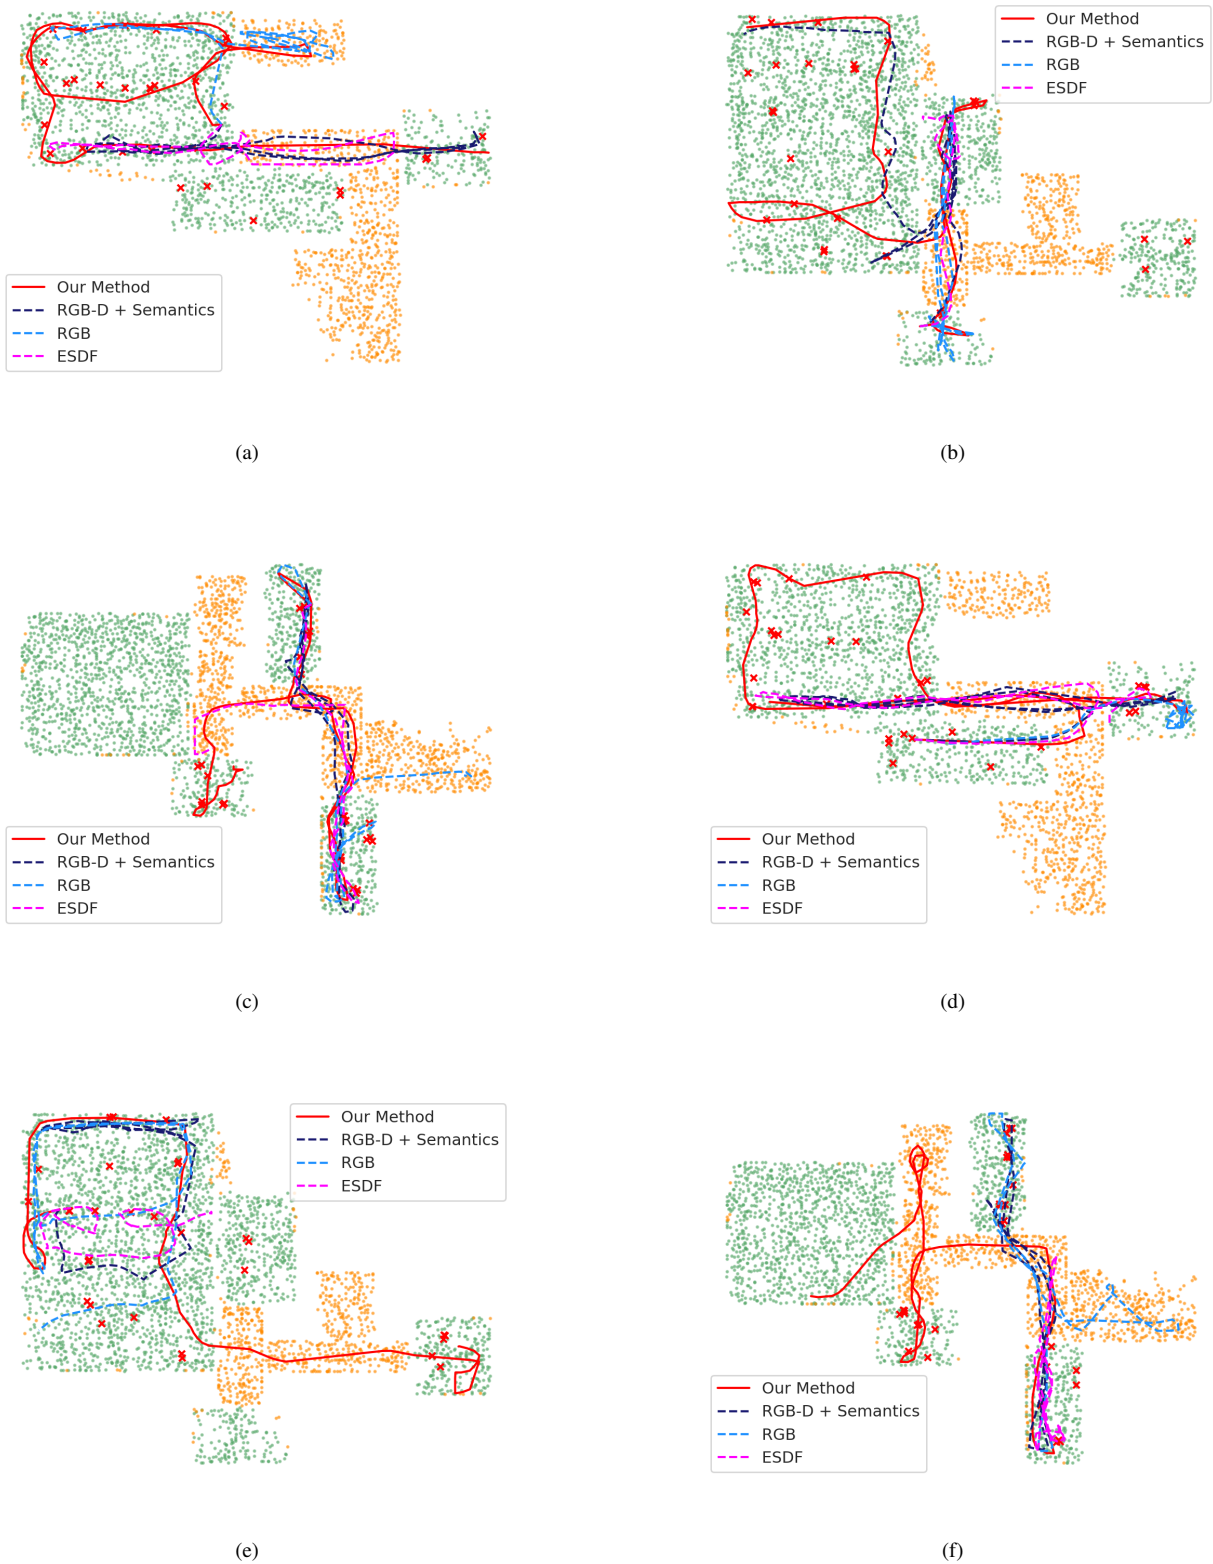 Our Method
RGB-D + Semantics
RGB
ESDF
(a)
Our Method
RGB-D + Semantics
RGB
ESDF
(b)
Our Method
RGB-D + Semantics
RGB
ESDF
(c)
Our Method
RGB-D + Semantics
RGB
ESDF
(d)
Our Method
RGB-D + Semantics
RGB
ESDF
(e)
Our Method
RGB-D + Semantics
RGB
ESDF
(f)